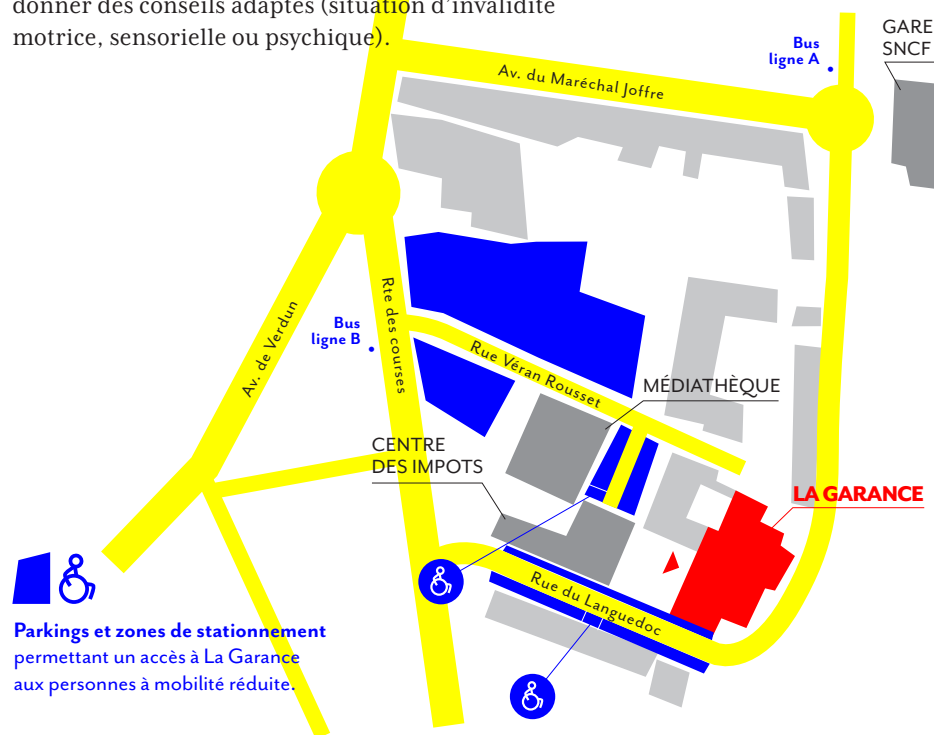 donner des conseils adaptés (situation d’invalidité
motrice, sensorielle ou psychique).
GARE
SNCF
Bus
ligne A
Av. du Maréchal Joffre
Rte des courses
Av. de Verdun
Bus
ligne B
Rue Véran Rousset
MÉDIATHÈQUE
CENTRE
DES IMPOTS
LA GARANCE
Rue du Languedoc
Parkings et zones de stationnement
permettant un accès à La Garance
aux personnes à mobilité réduite.